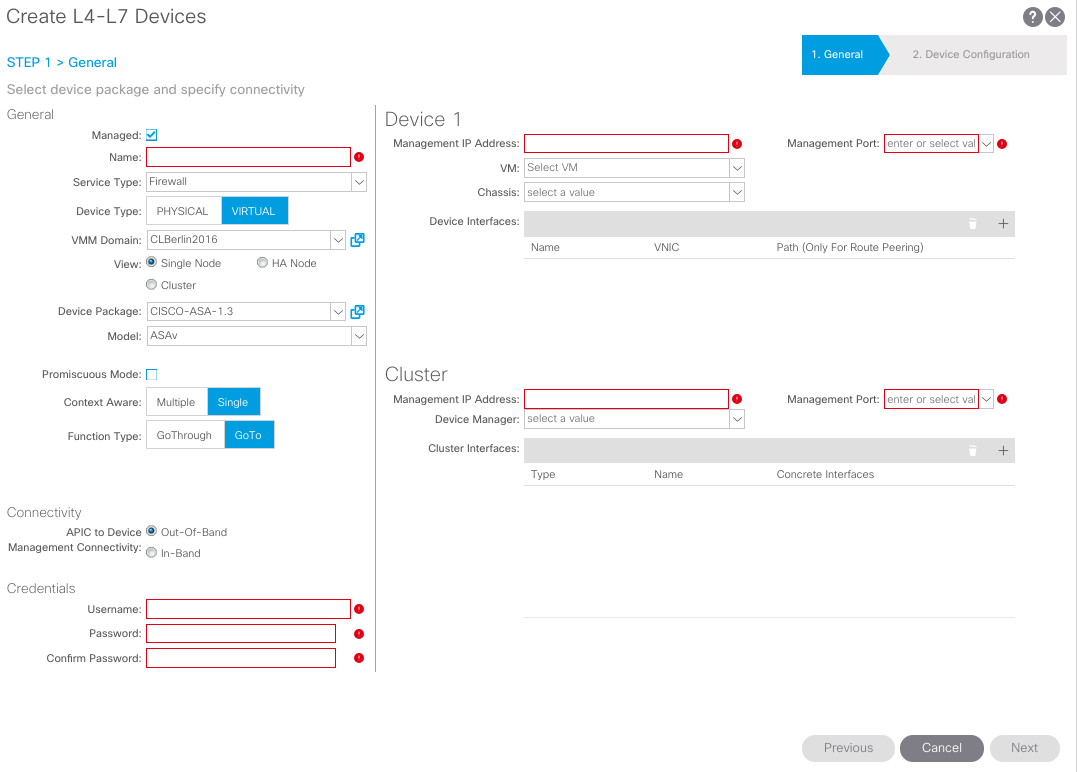 Create L4-L7 Devices
STEP 1 > General
1. General
2. Device Configuration
Select device package and specify connectivity
General
Managed:
Name:
Service Type: Firewall
Device Type: PHYSICAL VIRTUAL
VMM Domain: CLBerlin2016
View: Single Node HA Node
Cluster
Device Package: CISCO-ASA-1.3
Model: ASAv
Promiscuous Mode:
Context Aware: Multiple Single
Function Type: GoThrough GoTo
Connectivity
APIC to Device
Management Connectivity:
Out-Of-Band
In-Band
Credentials
Username:
Password:
Confirm Password:
Device 1
Management IP Address:
Management Port: enter or select val
VM: Select VM
Chassis: select a value
Device Interfaces:
Name VNIC Path (Only For Route Peering)
Cluster
Management IP Address:
Management Port: enter or select val
Device Manager: select a value
Cluster Interfaces:
Type Name Concrete Interfaces
Previous Cancel Next